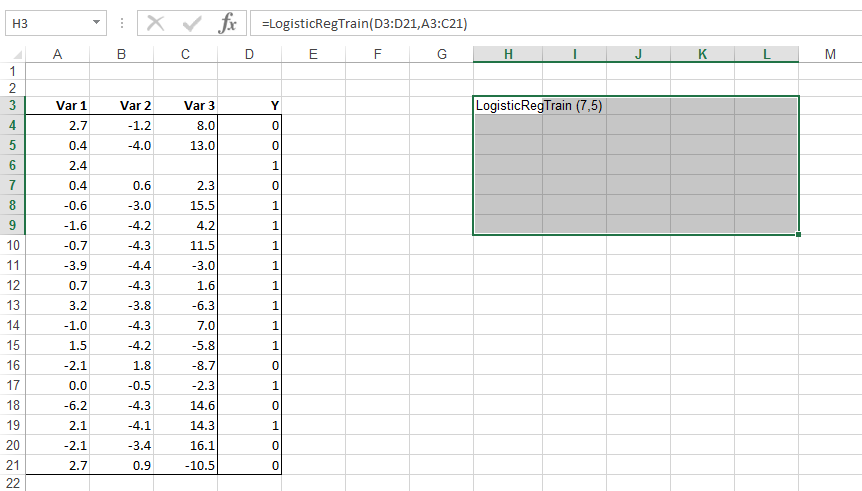 H3 fx =LogisticRegTrain(D3:D21,A3:C21)
A B C D E F G H I J K L M
1
2
3 Var 1 Var 2 Var 3 Y LogisticRegTrain (7,5)
4 2.7 -1.2 8.0 0
5 0.4 -4.0 13.0 0
6 2.4 1
7 0.4 0.6 2.3 0
8 -0.6 -3.0 15.5 1
9 -1.6 -4.2 4.2 1
10 -0.7 -4.3 11.5 1
11 -3.9 -4.4 -3.0 1
12 0.7 -4.3 1.6 1
13 3.2 -3.8 -6.3 1
14 -1.0 -4.3 7.0 1
15 1.5 -4.2 -5.8 1
16 -2.1 1.8 -8.7 0
17 0.0 -0.5 -2.3 1
18 -6.2 -4.3 14.6 0
19 2.1 -4.1 14.3 1
20 -2.1 -3.4 16.1 0
21 2.7 0.9 -10.5 0
22